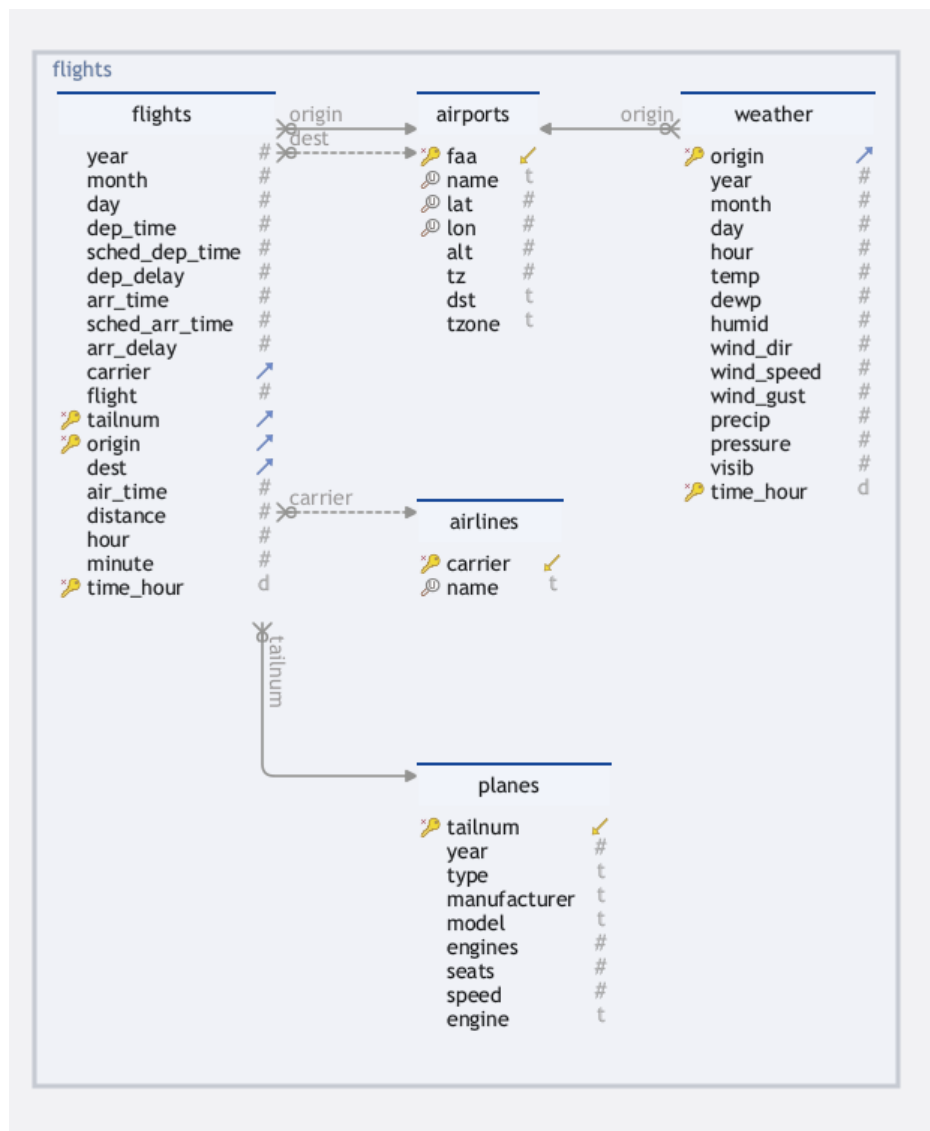 flights
flights
year #
month #
day #
dep_time #
sched_dep_time #
dep_delay #
arr_time #
sched_arr_time #
arr_delay #
carrier
flight #
tailnum
origin
dest
air_time #
distance #
hour #
minute #
time_hour d
origin
dest
carrier
tailnum
airports
faa
name t
lat #
lon #
alt #
tz #
dst t
tzone t
origin
weather
origin
year #
month #
day #
hour #
temp #
dewp #
humid #
wind_dir #
wind_speed #
wind_gust #
precip #
pressure #
visib #
time_hour d
airlines
carrier
name t
planes
tailnum
year #
type t
manufacturer t
model t
engines #
seats #
speed #
engine t